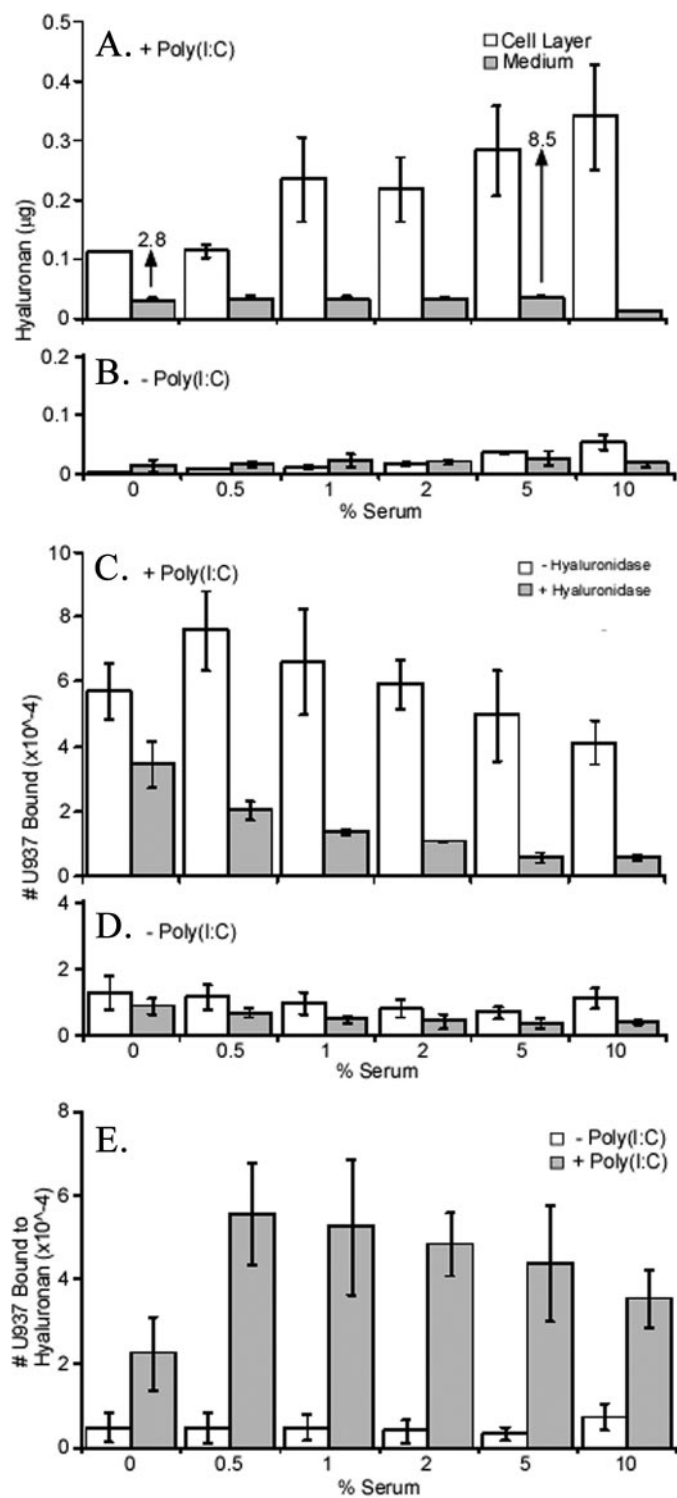 A. + Poly(I:C)
Cell Layer
Medium
0.5
0.4
0.3
0.2
0.1
0
Hyaluronan (µg)
2.8
8.5
B. - Poly(I:C)
0.2
0.1
0
0 0.5 1 2 5 10
% Serum
C. + Poly(I:C)
- Hyaluronidase
+ Hyaluronidase
10
8
6
4
2
0
# U937 Bound (x10^-4)
D. - Poly(I:C)
4
2
0
0 0.5 1 2 5 10
% Serum
E.
- Poly(I:C)
+ Poly(I:C)
8
6
4
2
0
# U937 Bound to
Hyaluronan (x10^-4)
0 0.5 1 2 5 10
% Serum